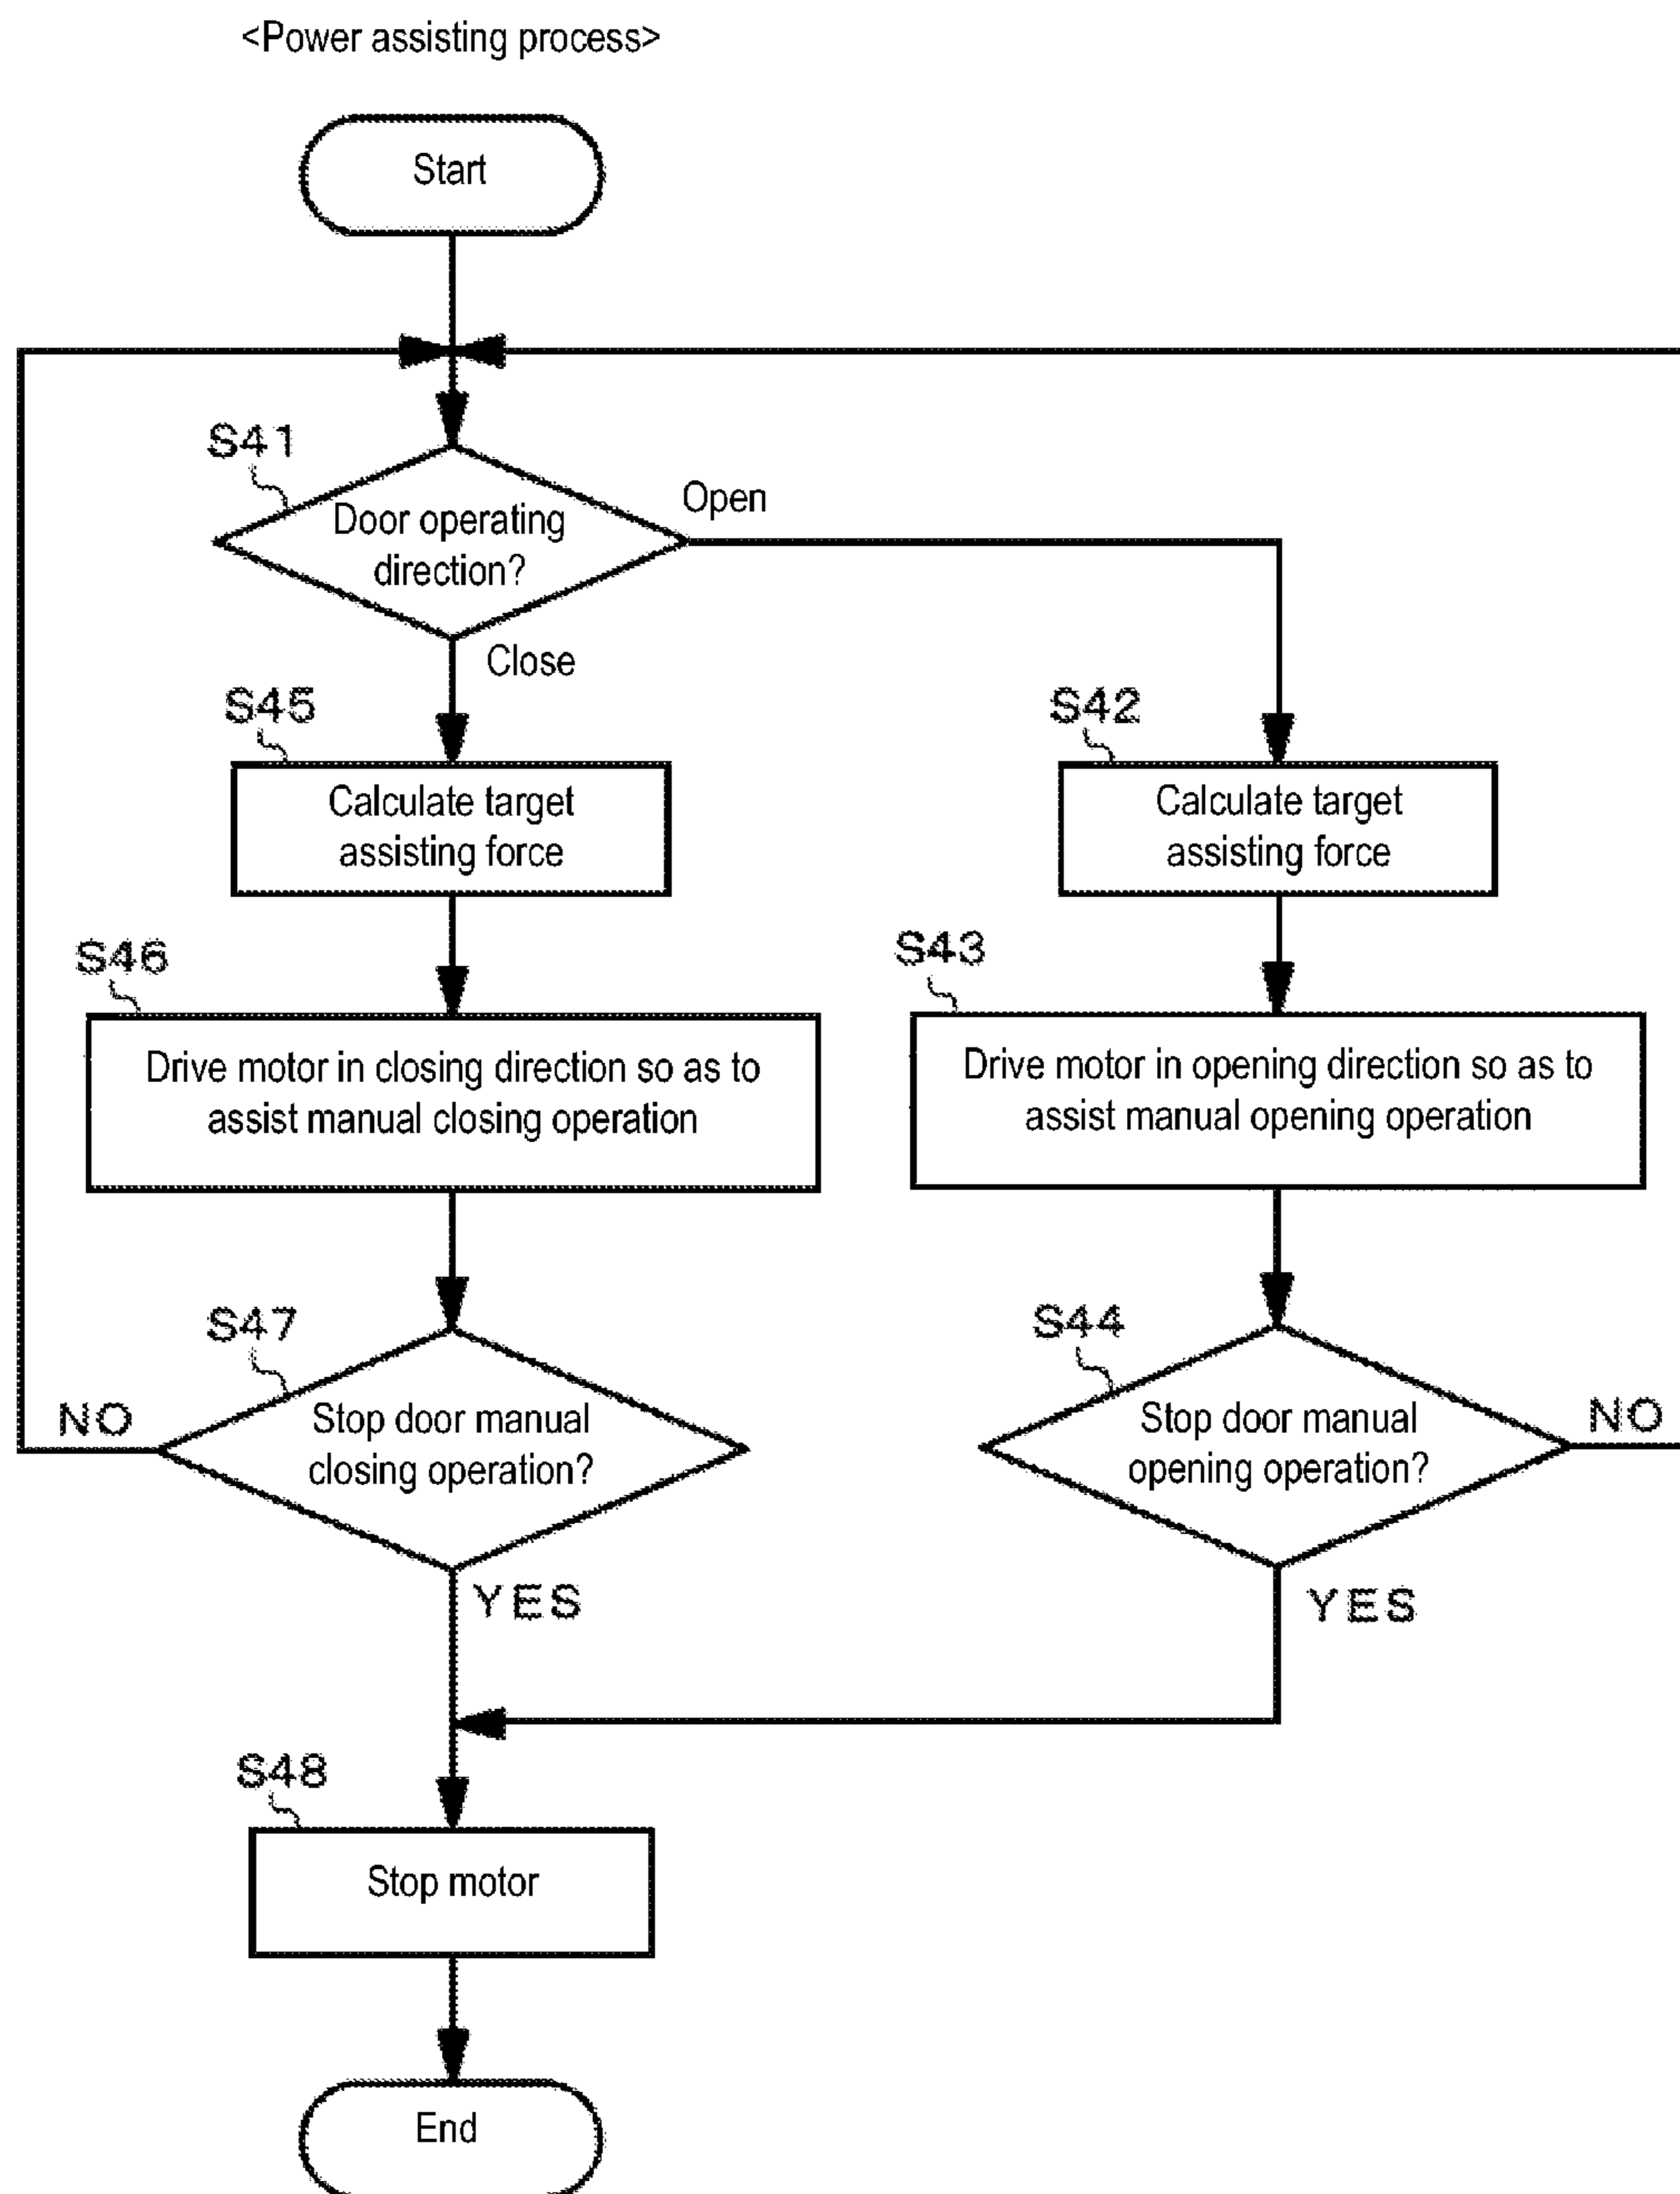 <Power assisting process>
Start
S41
Door operating
direction?
Open
Close
S45
Calculate target
assisting force
S42
Calculate target
assisting force
S46
Drive motor in closing direction so as to
assist manual closing operation
S43
Drive motor in opening direction so as to
assist manual opening operation
S47
Stop door manual
closing operation?
NO
YES
S44
Stop door manual
opening operation?
NO
YES
S48
Stop motor
End